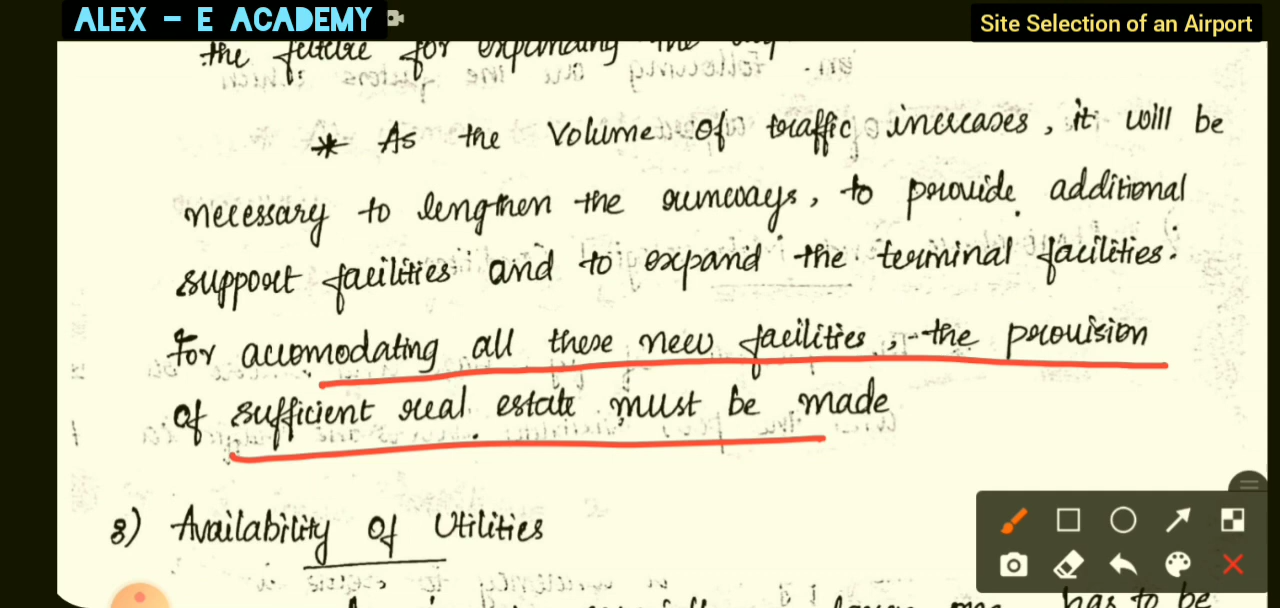 ALEX - E ACADEMY
Site Selection of an Airport
the future for expanding the
* As the Volume of traffic increases, it will be
necessary to lengthen the runways, to provide additional
support facilities and to expand the terminal facilities.
For accomodating all these new facilities, the provision
of sufficient real estate must be made
8) Availability of Utilities
has to be